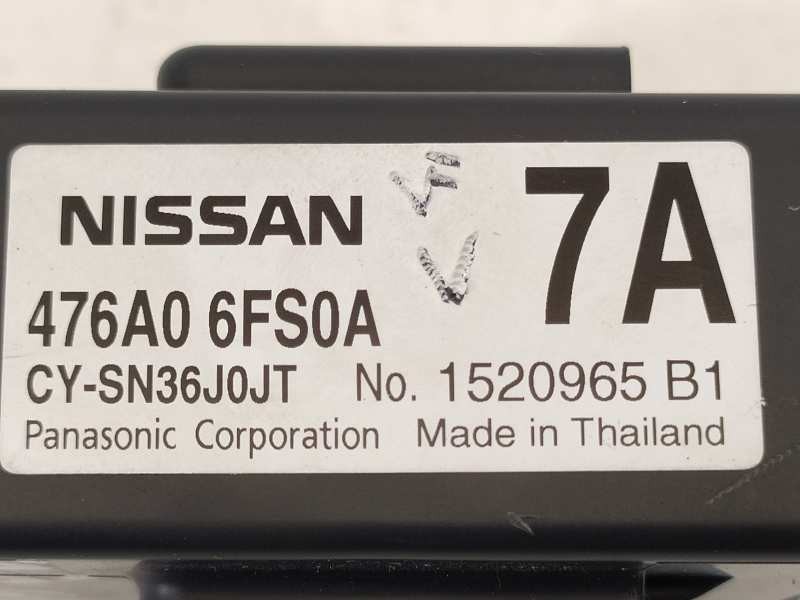 NISSAN
7A
476A0 6FS0A
CY-SN36J0JT No. 1520965 B1
Panasonic Corporation Made in Thailand